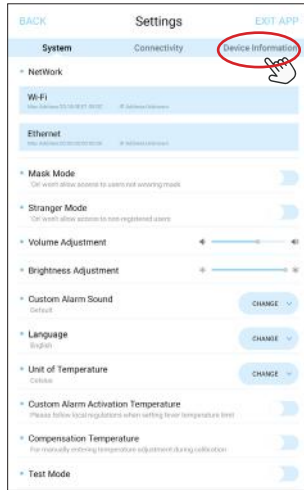 BACK Settings EXIT APP
System Connectivity Device Information
NetWork
Wi-Fi
Ethernet
Mask Mode
'On' won't allow access to users not wearing mask
Stranger Mode
'On' won't allow access to non-registered users
Volume Adjustment
Brightness Adjustment
Custom Alarm Sound
Default
CHANGE
Language
English
CHANGE
Unit of Temperature
Celsius
CHANGE
Custom Alarm Activation Temperature
Please follow local regulations when setting fever temperature limit
Compensation Temperature
For manually entering temperature adjustment during calibration
Test Mode